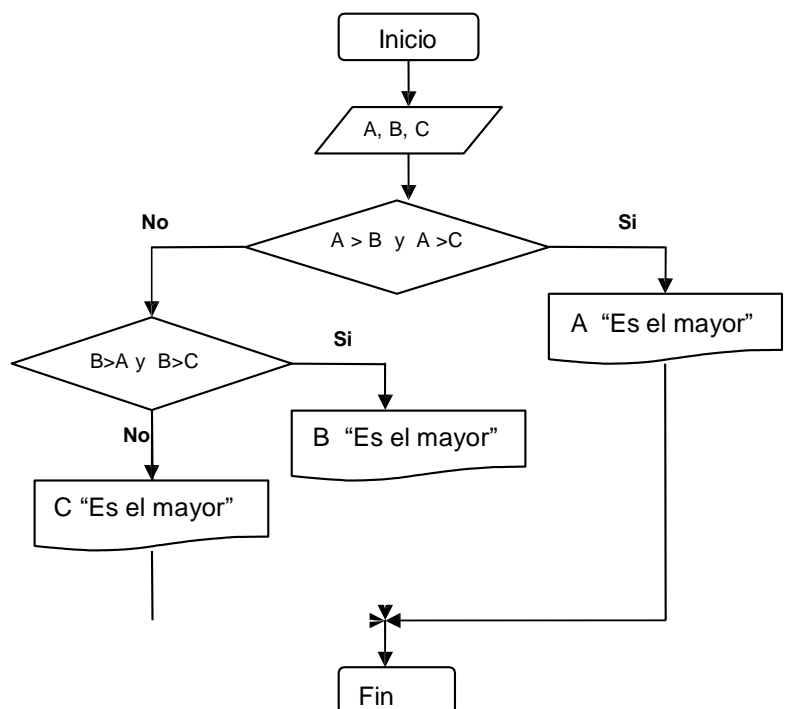 Inicio
A, B, C
No
Si
A > B y A >C
A “Es el mayor”
B>A y B>C
Si
B “Es el mayor”
No
C “Es el mayor”
Fin